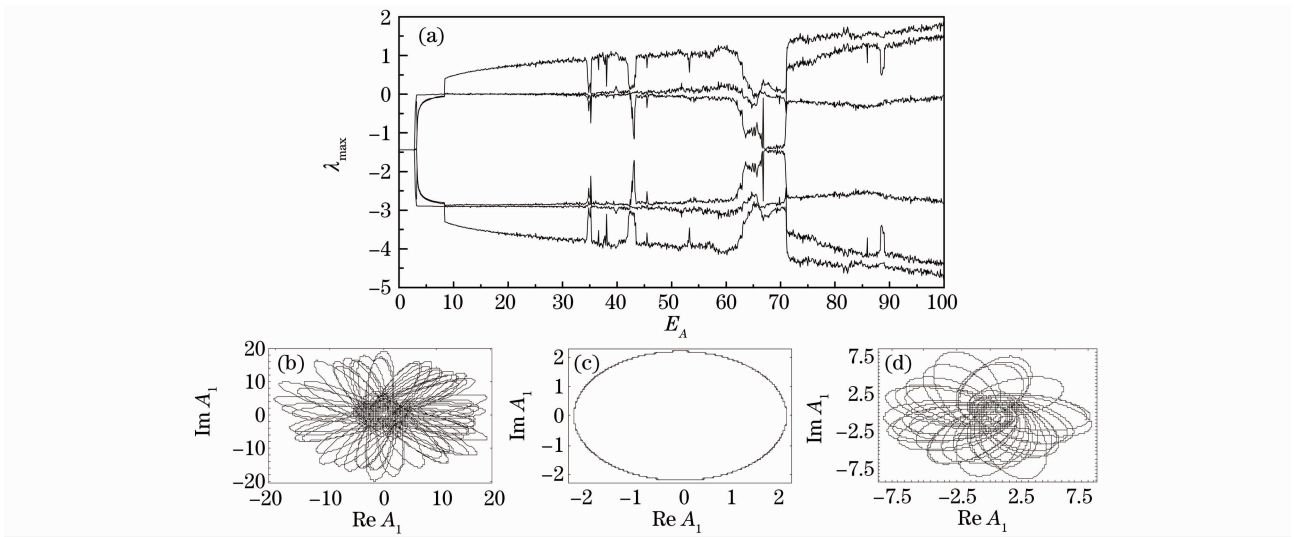 (a)
2
1
0
−1
−2
−3
−4
−5
λmax
0 10 20 30 40 50 60 70 80 90 100
E_A
(b)
20
10
0
−10
−20
Im A₁
−20 −10 0 10 20
Re A₁
(c)
2
1
0
−1
−2
Im A₁
−2 −1 0 1 2
Re A₁
(d)
7.5
2.5
−2.5
−7.5
Im A₁
−7.5 −2.5 2.5 7.5
Re A₁